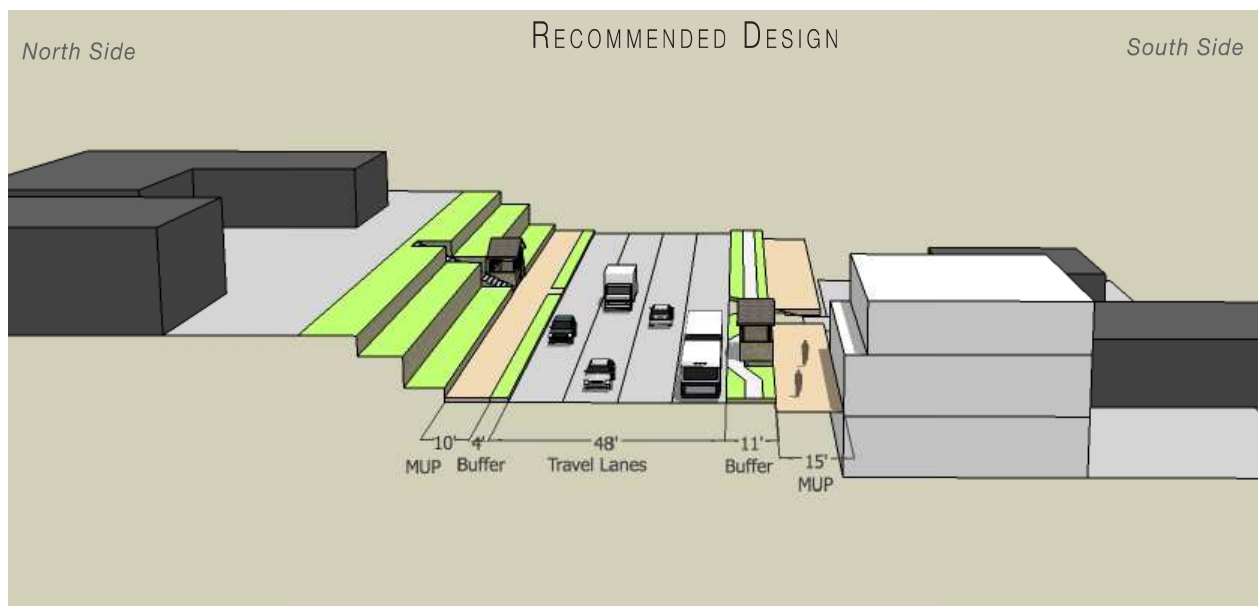 RECOMMENDED DESIGN
North Side
South Side
10'
MUP
4'
Buffer
48'
Travel Lanes
11'
Buffer
15'
MUP